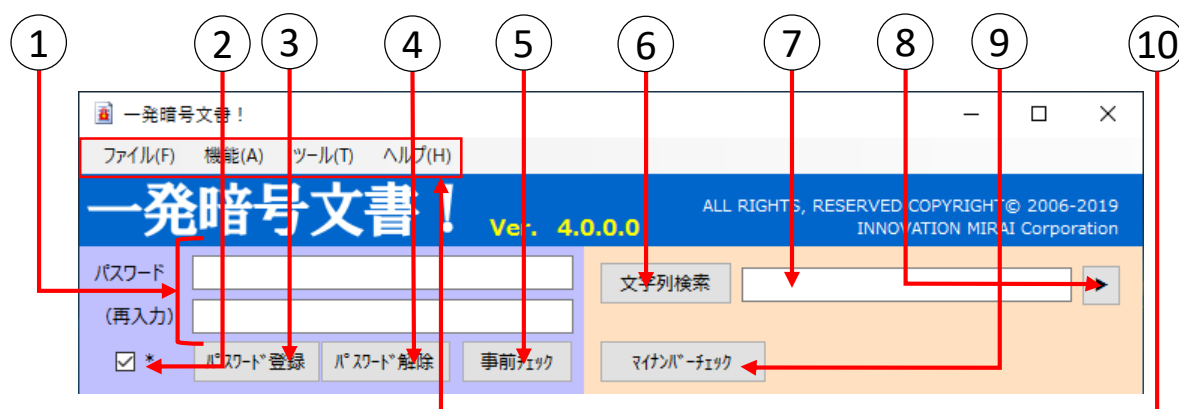 1 2 3 4 5 6 7 8 9 10
一発暗号文書！
ファイル(F) 機能(A) ツール(T) ヘルプ(H)
一発暗号文書！ Ver. 4.0.0.0
ALL RIGHTS, RESERVED COPYRIGHT© 2006-2019
INNOVATION MIRAI Corporation
パスワード
(再入力)
文字列検索 >
☑ * ﾊﾟｽﾜｰﾄﾞ登録 ﾊﾟｽﾜｰﾄﾞ解除 事前ﾁｪｯｸ ﾏｲﾅﾝﾊﾞｰﾁｪｯｸ